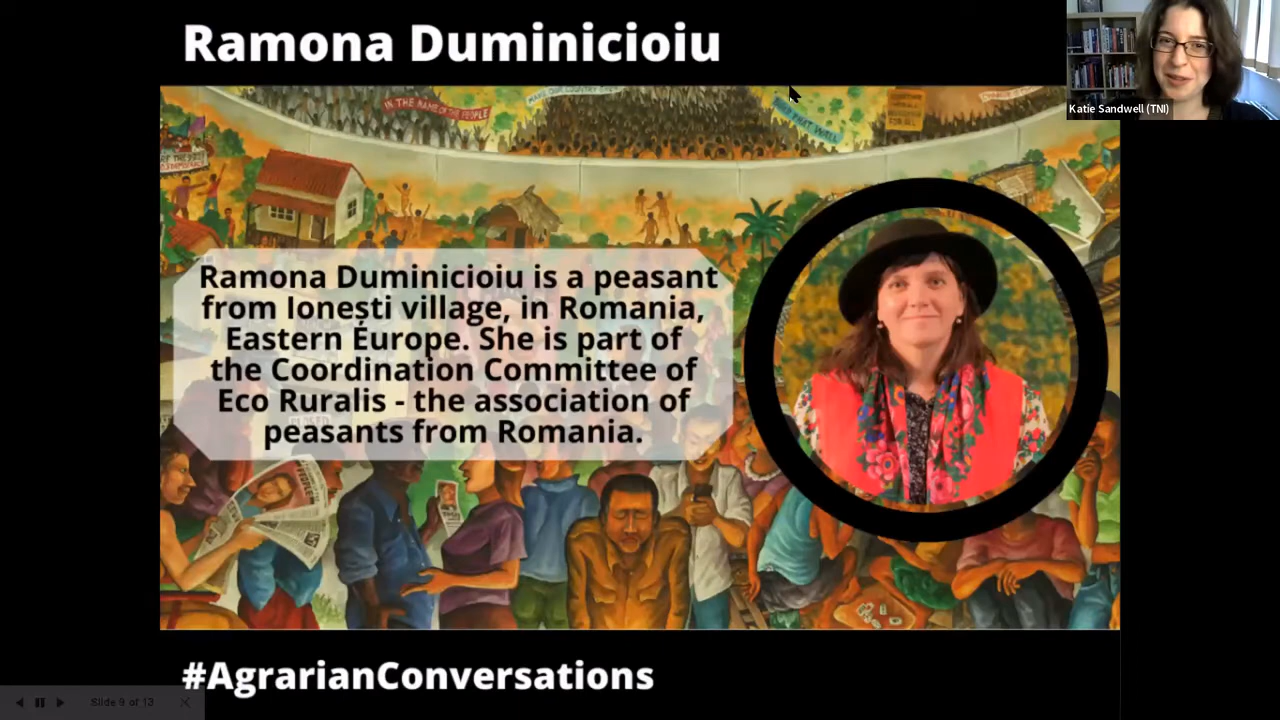 Ramona Duminicioiu
Katie Sandwell (TNI)
IN THE NAME OF THE PEOPLE
Ramona Duminicioiu is a peasant
from Ionești village, in Romania,
Eastern Europe. She is part of
the Coordination Committee of
Eco Ruralis - the association of
peasants from Romania.
#AgrarianConversations
Slide 9 of 13